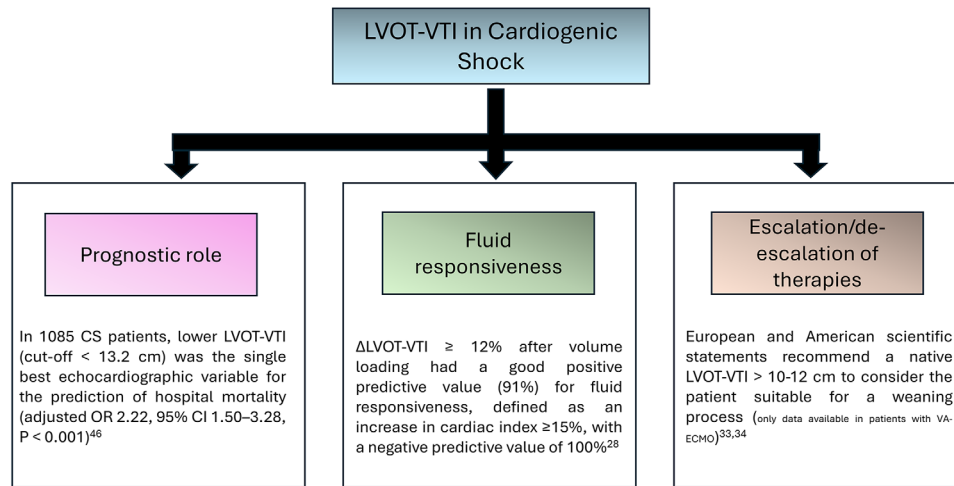 LVOT-VTI in Cardiogenic
Shock
Prognostic role
In 1085 CS patients, lower LVOT-VTI
(cut-off < 13.2 cm) was the single
best echocardiographic variable for
the prediction of hospital mortality
(adjusted OR 2.22, 95% CI 1.50–3.28,
P < 0.001)46
Fluid
responsiveness
ΔLVOT-VTI ≥ 12% after volume
loading had a good positive
predictive value (91%) for fluid
responsiveness, defined as an
increase in cardiac index ≥15%, with
a negative predictive value of 100%28
Escalation/de-
escalation of
therapies
European and American scientific
statements recommend a native
LVOT-VTI > 10-12 cm to consider the
patient suitable for a weaning
process (only data available in patients with VA-
ECMO)33,34